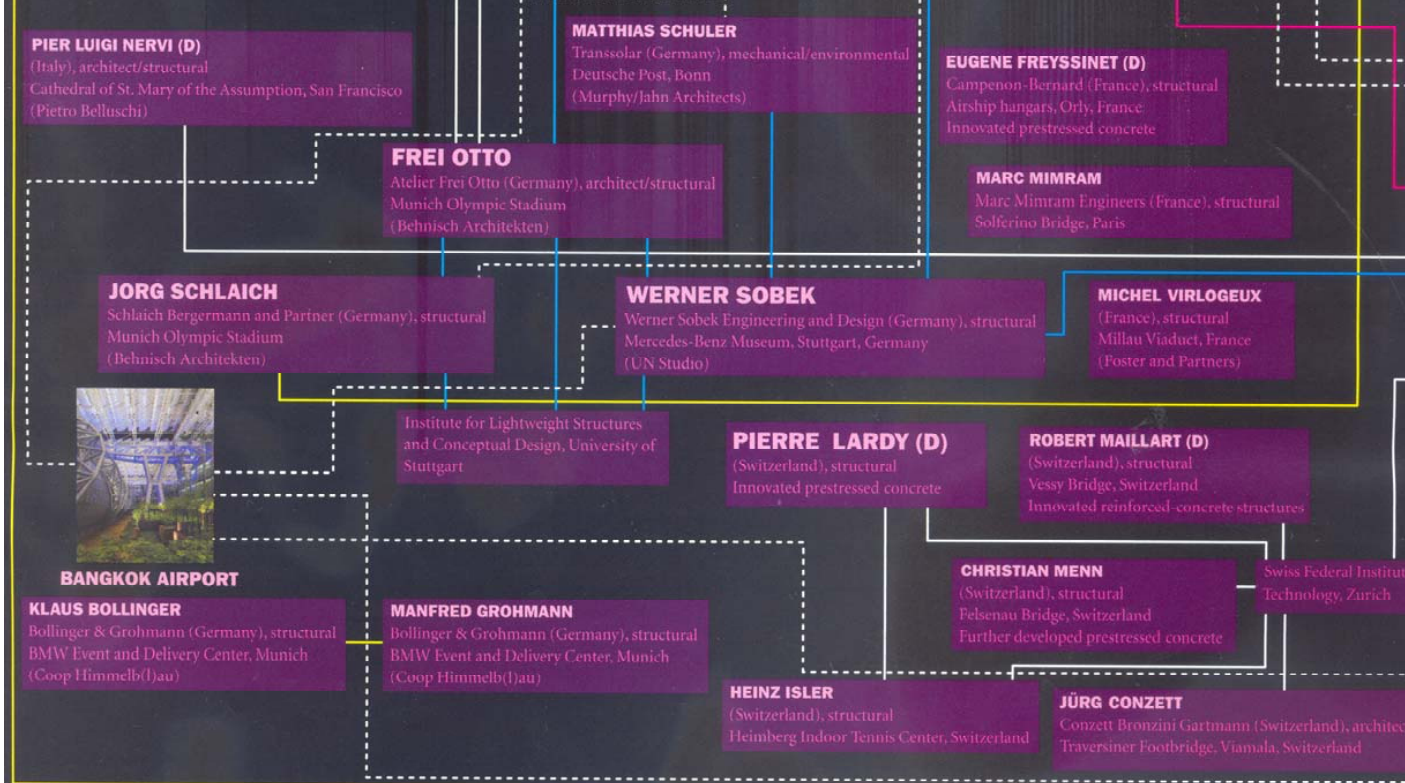 PIER LUIGI NERVI (D)
(Italy), architect/structural
Cathedral of St. Mary of the Assumption, San Francisco
(Pietro Belluschi)
MATTHIAS SCHULER
Transsolar (Germany), mechanical/environmental
Deutsche Post, Bonn
(Murphy/Jahn Architects)
EUGENE FREYSSINET (D)
Campenon-Bernard (France), structural
Airship hangars, Orly, France
Innovated prestressed concrete
FREI OTTO
Atelier Frei Otto (Germany), architect/structural
Munich Olympic Stadium
(Behnisch Architekten)
MARC MIMRAM
Marc Mimram Engineers (France), structural
Solferino Bridge, Paris
JORG SCHLAICH
Schlaich Bergermann and Partner (Germany), structural
Munich Olympic Stadium
(Behnisch Architekten)
WERNER SOBEK
Werner Sobek Engineering and Design (Germany), structural
Mercedes-Benz Museum, Stuttgart, Germany
(UN Studio)
MICHEL VIRLOGEUX
(France), structural
Millau Viaduct, France
(Foster and Partners)
Institute for Lightweight Structures
and Conceptual Design, University of
Stuttgart
PIERRE LARDY (D)
(Switzerland), structural
Innovated prestressed concrete
ROBERT MAILLART (D)
(Switzerland), structural
Vessy Bridge, Switzerland
Innovated reinforced-concrete structures
BANGKOK AIRPORT
CHRISTIAN MENN
(Switzerland), structural
Felsenau Bridge, Switzerland
Further developed prestressed concrete
Swiss Federal Institut
Technology, Zurich
KLAUS BOLLINGER
Bollinger & Grohmann (Germany), structural
BMW Event and Delivery Center, Munich
(Coop Himmelb(l)au)
MANFRED GROHMANN
Bollinger & Grohmann (Germany), structural
BMW Event and Delivery Center, Munich
(Coop Himmelb(l)au)
HEINZ ISLER
(Switzerland), structural
Heimberg Indoor Tennis Center, Switzerland
JÜRG CONZETT
Conzett Bronzini Gartmann (Switzerland), architec
Traversiner Footbridge, Viamala, Switzerland